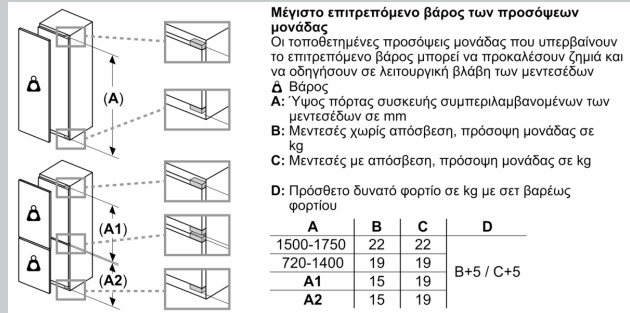 Μέγιστο επιτρεπόμενο βάρος των προσόψεων
μονάδας
Οι τοποθετημένες προσόψεις μονάδας που υπερβαίνουν
το επιτρεπόμενο βάρος μπορεί να προκαλέσουν ζημιά και
να οδηγήσουν σε λειτουργική βλάβη των μεντεσέδων
Βάρος
A: Ύψος πόρτας συσκευής συμπεριλαμβανομένων των
μεντεσέδων σε mm
B: Μεντεσές χωρίς απόσβεση, πρόσοψη μονάδας σε
kg
C: Μεντεσές με απόσβεση, πρόσοψη μονάδας σε kg
D: Πρόσθετο δυνατό φορτίο σε kg με σετ βαρέως
φορτίου
A B C D
1500-1750 22 22
720-1400 19 19
A1 15 19
A2 15 19
B+5 / C+5
(A)
(A1)
(A2)